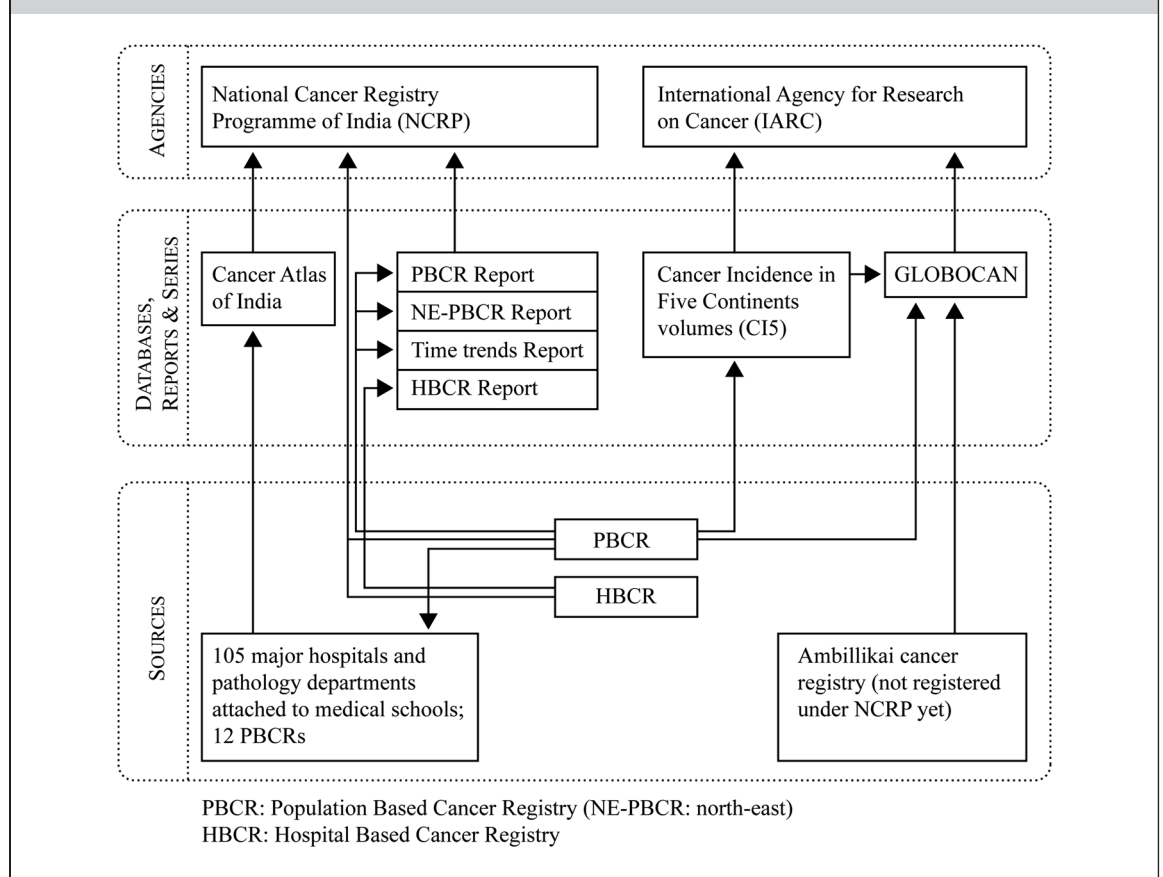 AGENCIES
National Cancer Registry
Programme of India (NCRP)
International Agency for Research
on Cancer (IARC)
DATABASES,
REPORTS & SERIES
Cancer Atlas
of India
PBCR Report
NE-PBCR Report
Time trends Report
HBCR Report
Cancer Incidence in
Five Continents
volumes (CI5)
GLOBOCAN
SOURCES
PBCR
HBCR
105 major hospitals and
pathology departments
attached to medical schools;
12 PBCRs
Ambillikai cancer
registry (not registered
under NCRP yet)
PBCR: Population Based Cancer Registry (NE-PBCR: north-east)
HBCR: Hospital Based Cancer Registry